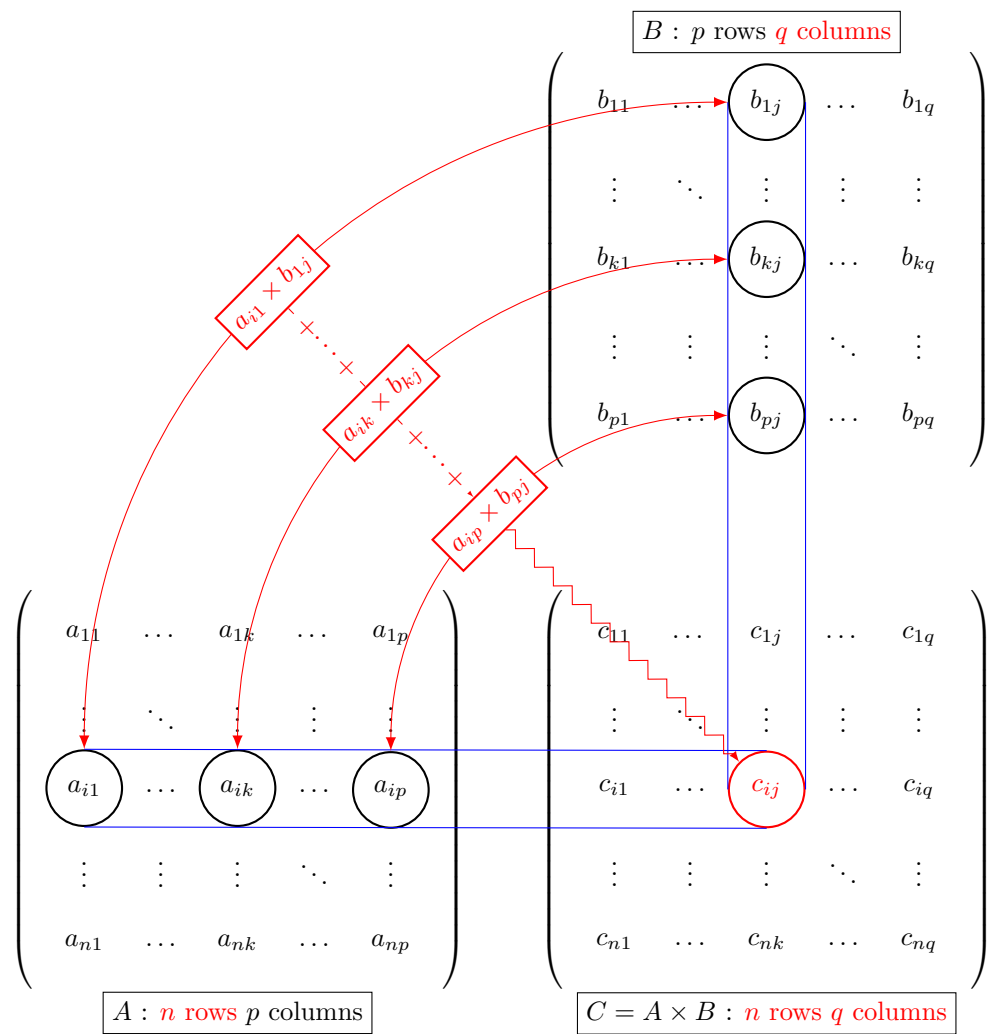 B : p rows q columns
b₁₁ … b₁ⱼ … b₁q
⋮ ⋱ ⋮ ⋮ ⋮
bₖ₁ … bₖⱼ … bₖq
⋮ ⋮ ⋮ ⋱ ⋮
bₚ₁ … bₚⱼ … bₚq
aᵢ₁ × b₁ⱼ
+ … +
aᵢₖ × bₖⱼ
+ … +
aᵢₚ × bₚⱼ
a₁₁ … a₁ₖ … a₁ₚ
⋮ ⋱ ⋮ ⋮ ⋮
aᵢ₁ … aᵢₖ … aᵢₚ
⋮ ⋮ ⋮ ⋱ ⋮
aₙ₁ … aₙₖ … aₙₚ
A : n rows p columns
c₁₁ … c₁ⱼ … c₁q
⋮ ⋱ ⋮ ⋮ ⋮
cᵢ₁ … cᵢⱼ … cᵢq
⋮ ⋮ ⋮ ⋱ ⋮
cₙ₁ … cₙₖ … cₙq
C = A × B : n rows q columns